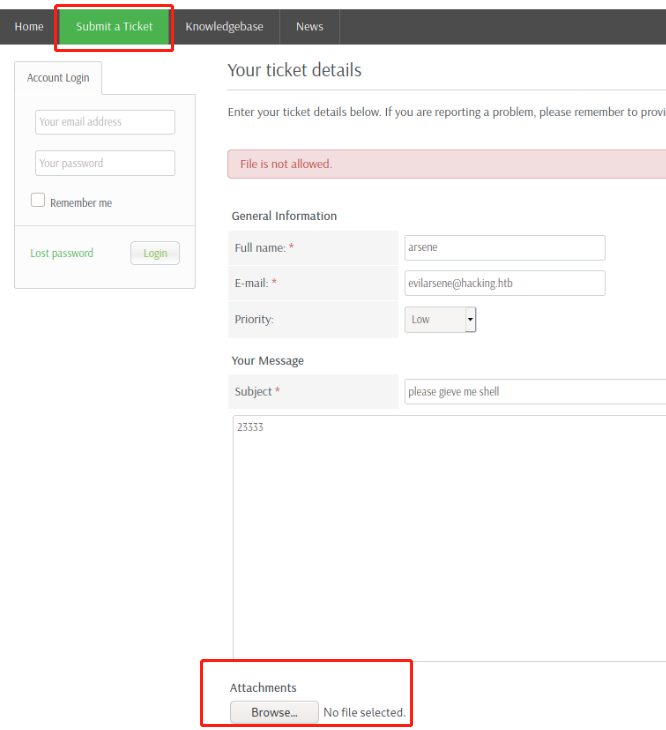 Home Submit a Ticket Knowledgebase News
Account Login
Your email address
Your password
Remember me
Lost password Login
Your ticket details
Enter your ticket details below. If you are reporting a problem, please remember to provi
File is not allowed.
General Information
Full name: * arsene
E-mail: * evilarsene@hacking.htb
Priority: Low
Your Message
Subject * please gieve me shell
23333
Attachments
Browse... No file selected.